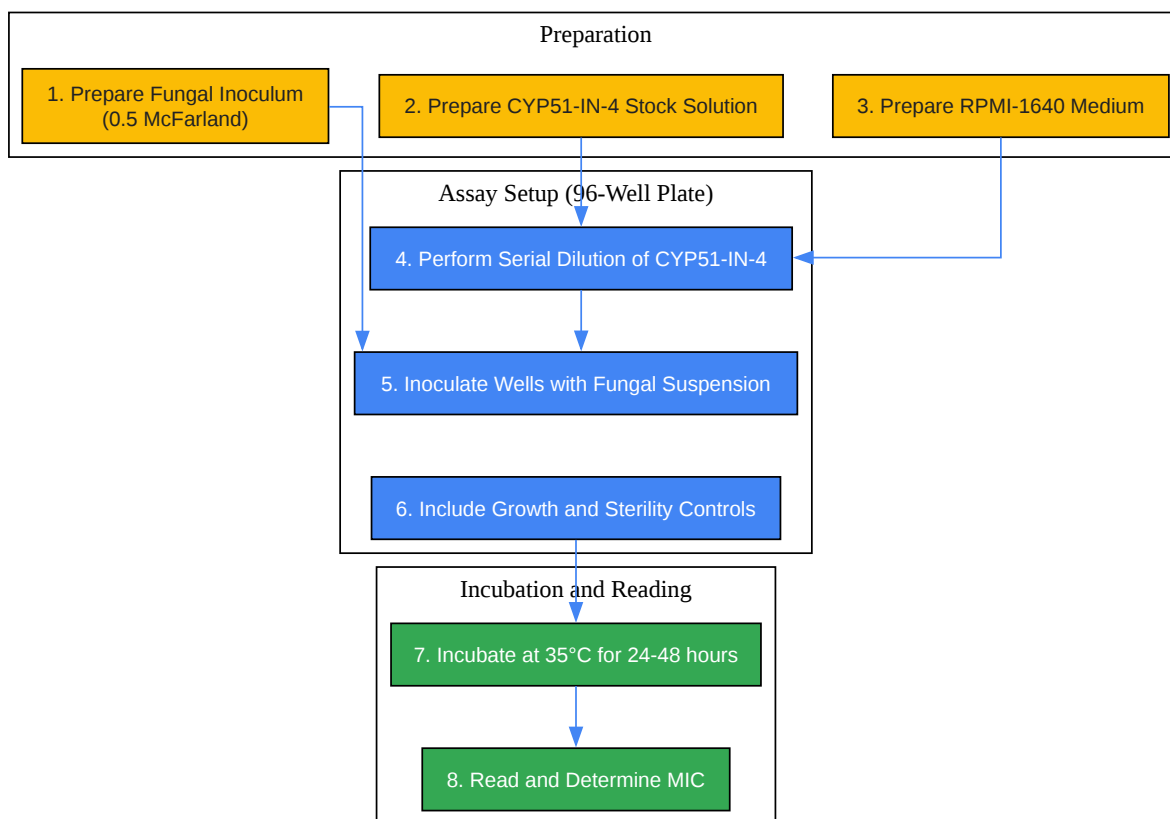 Preparation
1. Prepare Fungal Inoculum
(0.5 McFarland)
2. Prepare CYP51-IN-4 Stock Solution
3. Prepare RPMI-1640 Medium
Assay Setup (96-Well Plate)
4. Perform Serial Dilution of CYP51-IN-4
5. Inoculate Wells with Fungal Suspension
6. Include Growth and Sterility Controls
Incubation and Reading
7. Incubate at 35°C for 24-48 hours
8. Read and Determine MIC